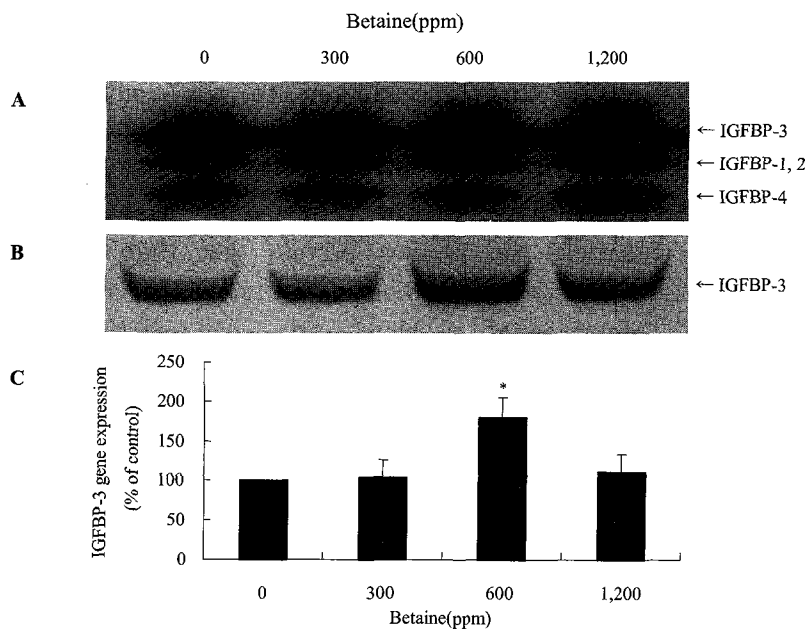 Betaine(ppm)
0 300 600 1,200
A
← IGFBP-3
← IGFBP-1, 2
← IGFBP-4
B
← IGFBP-3
C
IGFBP-3 gene expression
(% of control)
250
200
150
100
50
0
*
0 300 600 1,200
Betaine(ppm)